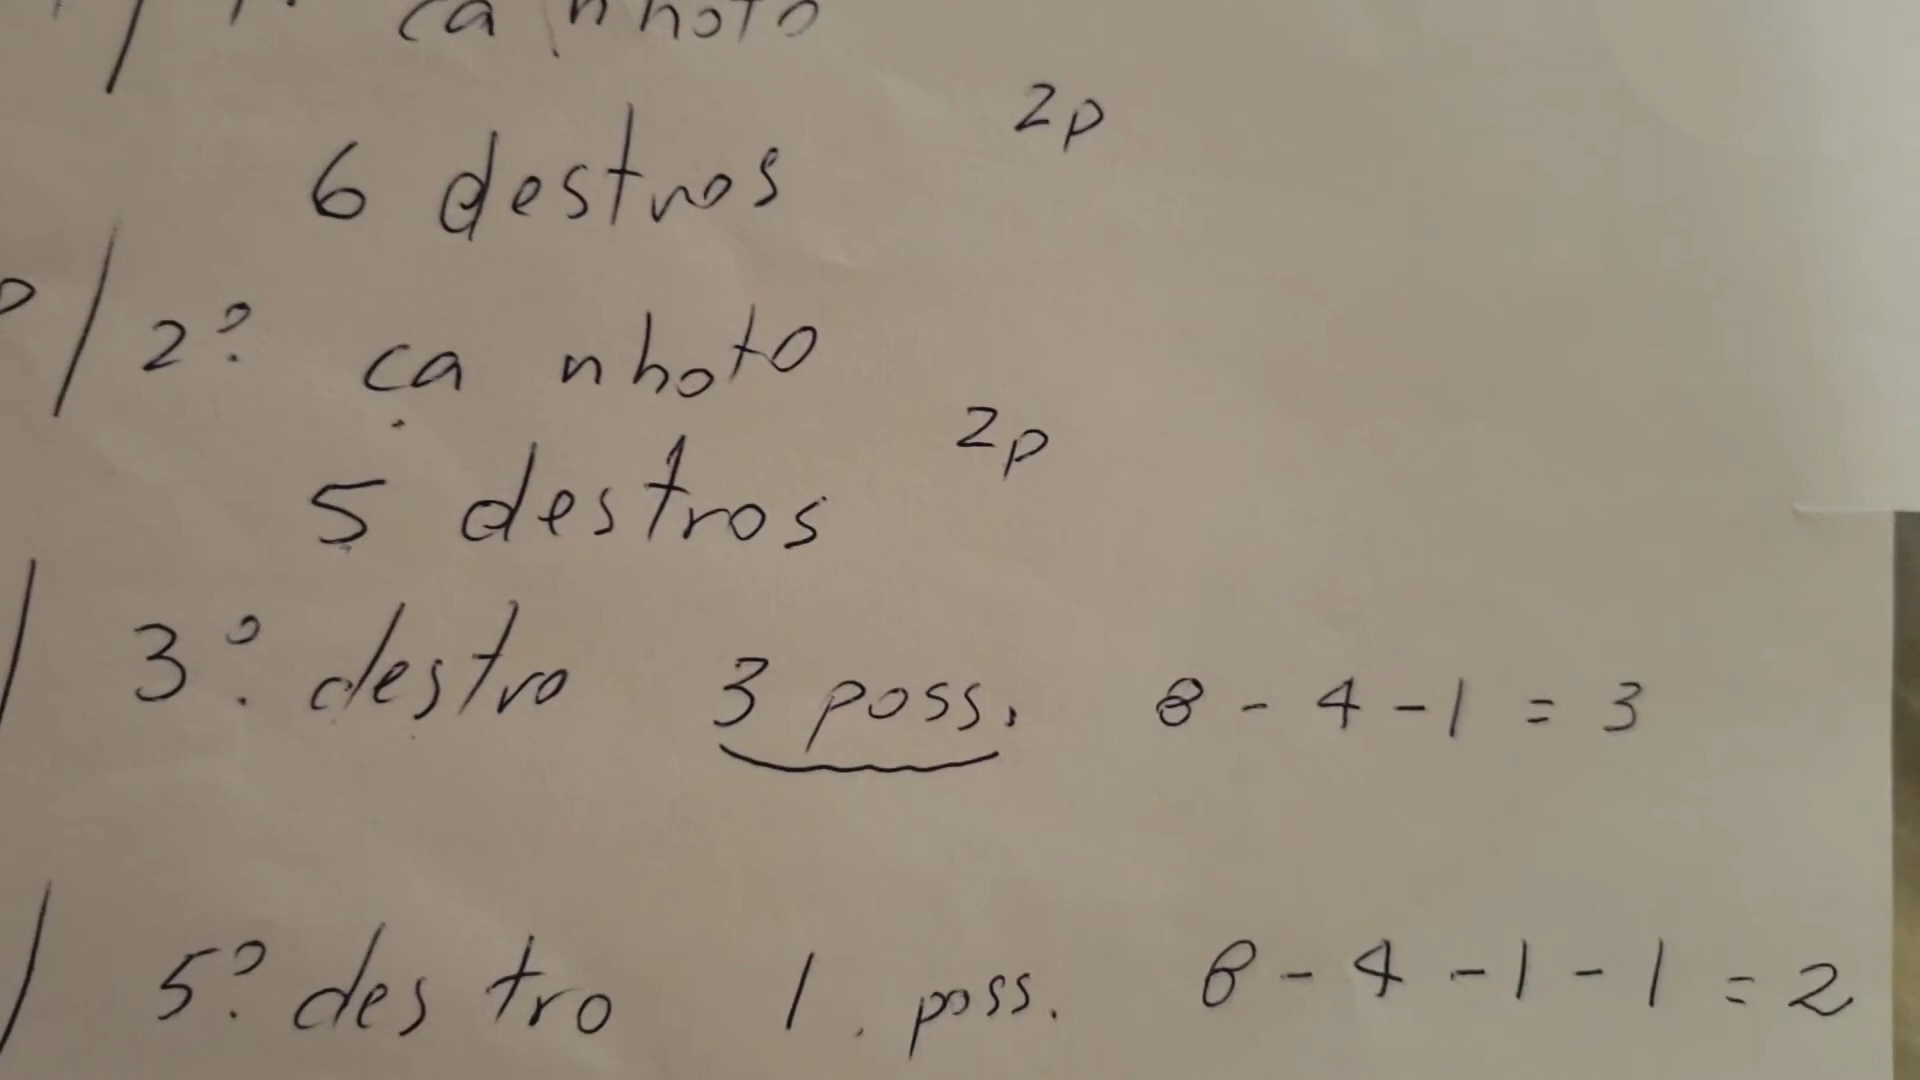 canhoto
6 destros 2p
2º canhoto
5 destros 2p
3º destro 3 poss. 8 - 4 - 1 = 3
5º destro 1. poss. 8 - 4 - 1 - 1 = 2